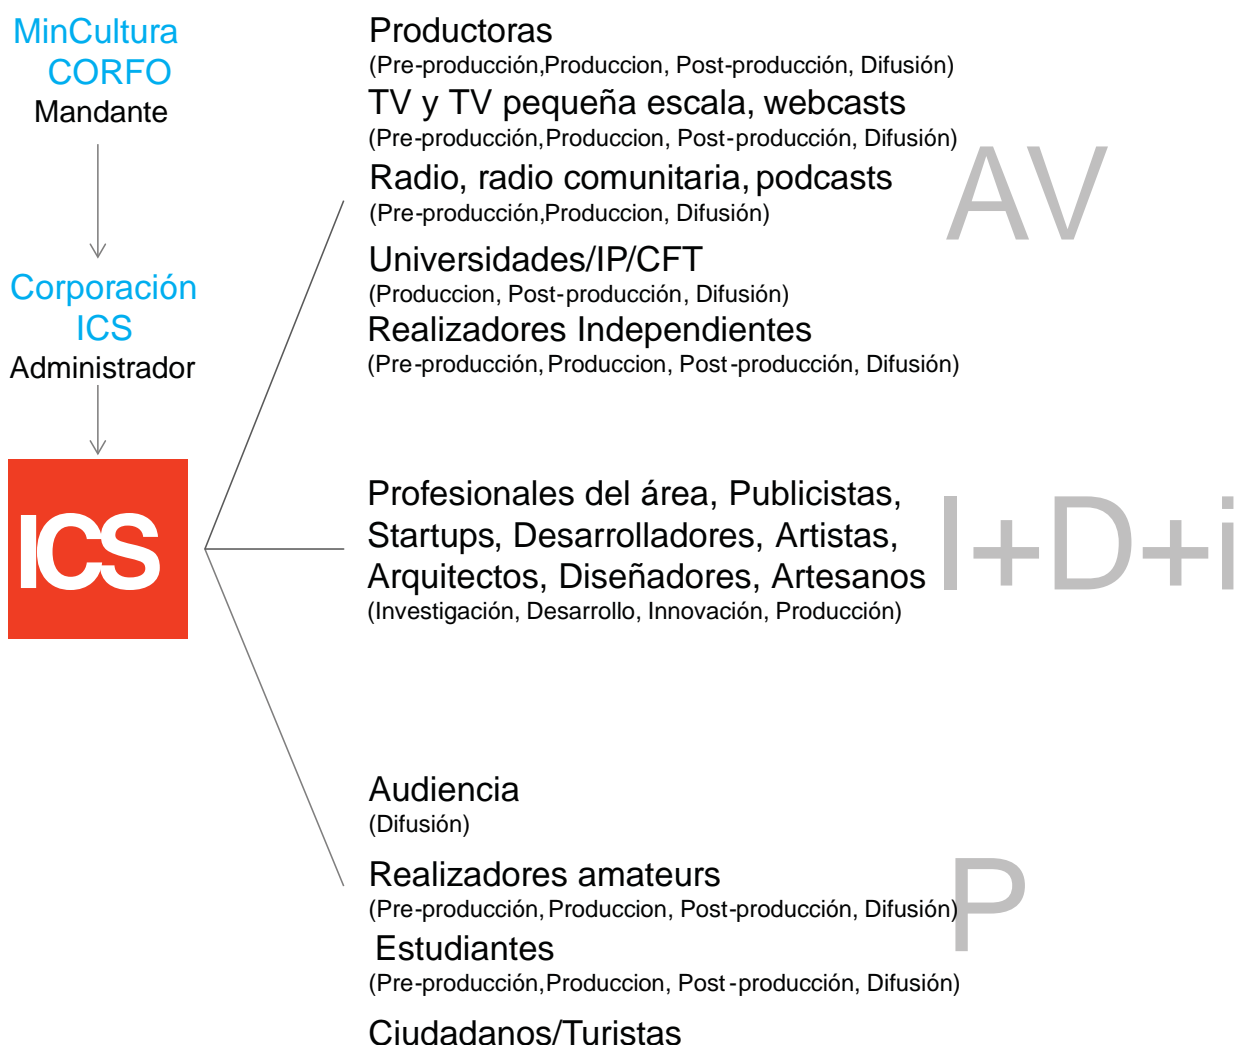 MinCultura
CORFO
Mandante
Corporación
ICS
Administrador
ICS
Productoras
(Pre-producción,Produccion, Post-producción, Difusión)
TV y TV pequeña escala, webcasts
(Pre-producción,Produccion, Post-producción, Difusión)
Radio, radio comunitaria, podcasts
(Pre-producción,Produccion, Difusión)
Universidades/IP/CFT
(Produccion, Post-producción, Difusión)
Realizadores Independientes
(Pre-producción, Produccion, Post-producción, Difusión)
AV
Profesionales del área, Publicistas,
Startups, Desarrolladores, Artistas,
Arquitectos, Diseñadores, Artesanos
(Investigación, Desarrollo, Innovación, Producción)
I+D+i
Audiencia
(Difusión)
Realizadores amateurs
(Pre-producción, Produccion, Post-producción, Difusión)
Estudiantes
(Pre-producción,Produccion, Post-producción, Difusión)
Ciudadanos/Turistas
P